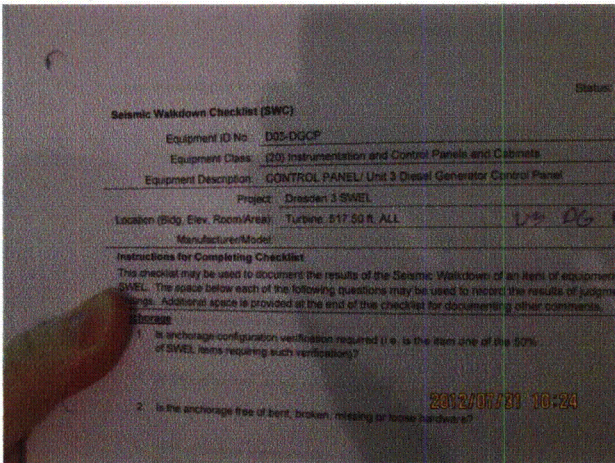 Status:
Seismic Walkdown Checklist (SWC)
Equipment ID No. D03-DGCP
Equipment Class: (20) Instrumentation and Control Panels and Cabinets
Equipment Description: CONTROL PANEL/ Unit 3 Diesel Generator Control Panel
Project: Dresden 3 SWEL
Location (Bldg, Elev, Room/Area): Turbine, 517.50 ft, ALL U3 DG
Manufacturer/Model:
Instructions for Completing Checklist
This checklist may be used to document the results of the Seismic Walkdown of an item of equipmen
SWEL. The space below each of the following questions may be used to record the results of judgm
Additional space is provided at the end of this checklist for documenting other comments.
chorage
1. Is anchorage configuration verification required (i.e. is the item one of the 50%
of SWEL items requiring such verification)?
2. Is the anchorage free of bent, broken, missing or loose hardware?
2012/07/31 10:24